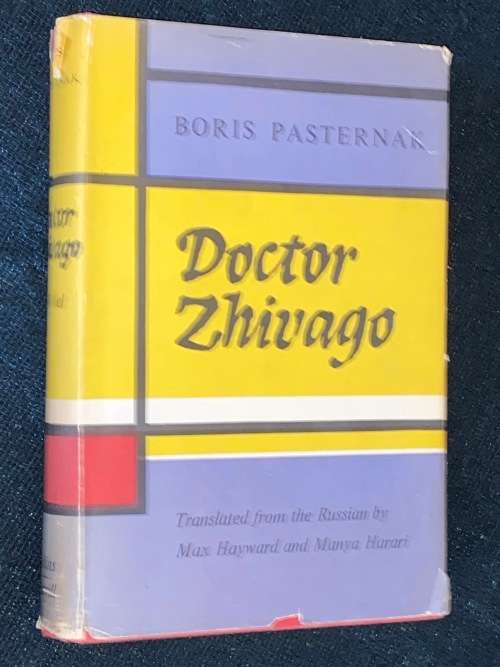 BORIS PASTERNAK
Doctor
Zhivago
Translated from the Russian by
Max Hayward and Manya Harari